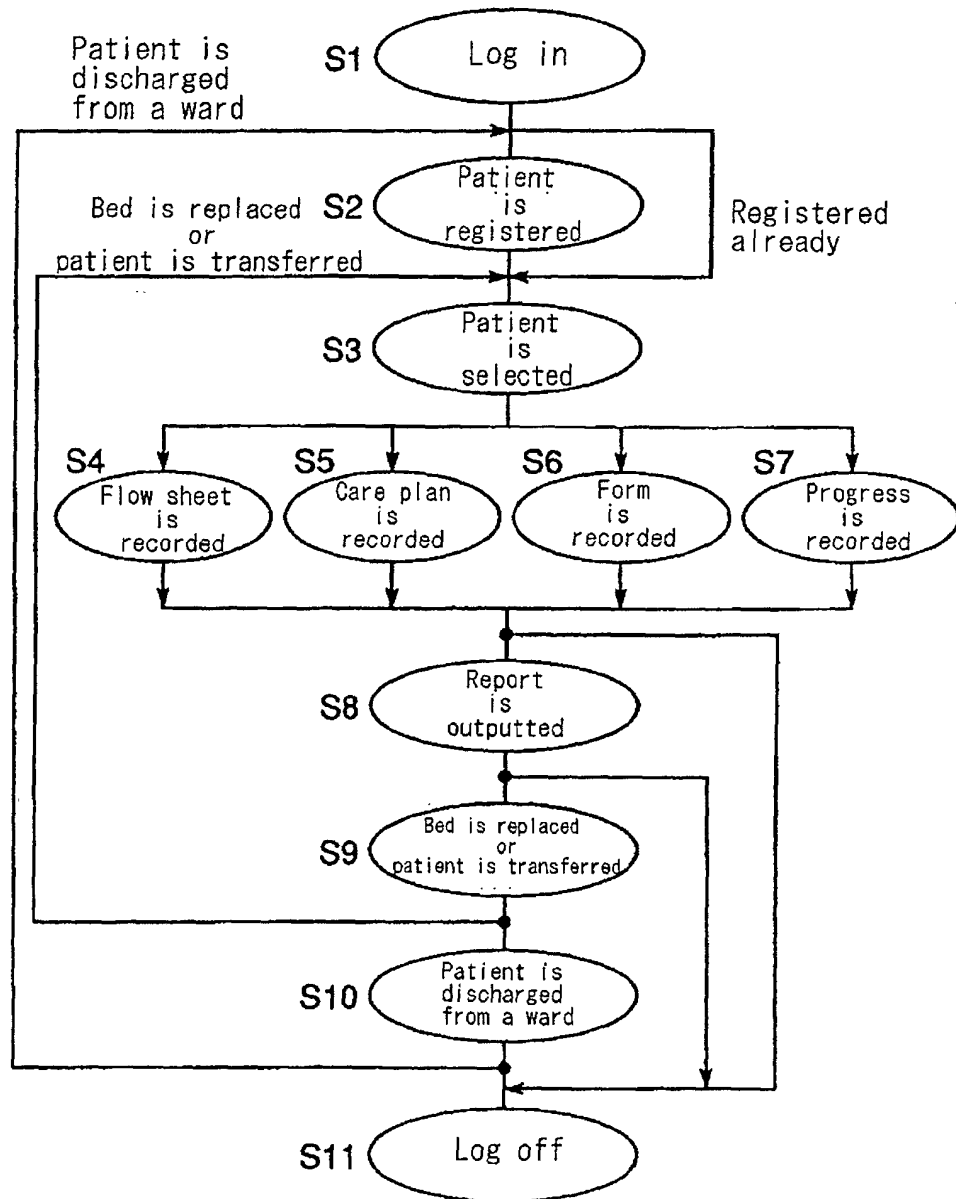 Patient is
discharged
from a ward
S1
Log in
Bed is replaced
or
patient is transferred
S2
Patient
is
registered
Registered
already
S3
Patient
is
selected
S4
Flow sheet
is
recorded
S5
Care plan
is
recorded
S6
Form
is
recorded
S7
Progress
is
recorded
S8
Report
is
outputted
S9
Bed is replaced
or
patient is transferred
S10
Patient is
discharged
from a ward
S11
Log off